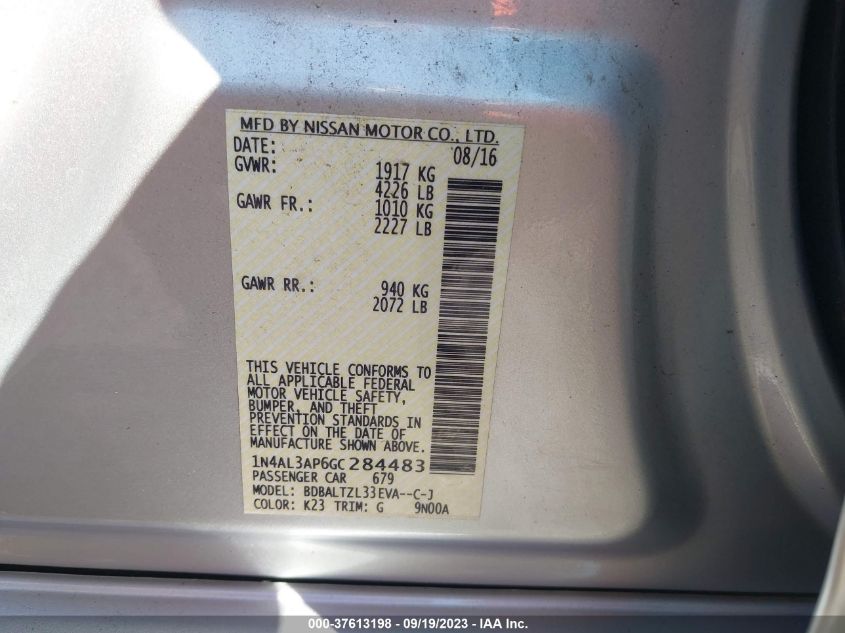 MFD BY NISSAN MOTOR CO., LTD.
DATE: 08/16
GVWR: 1917 KG
4226 LB
GAWR FR.: 1010 KG
2227 LB
GAWR RR.: 940 KG
2072 LB
THIS VEHICLE CONFORMS TO
ALL APPLICABLE FEDERAL
MOTOR VEHICLE SAFETY,
BUMPER, AND THEFT
PREVENTION STANDARDS IN
EFFECT ON THE DATE OF
MANUFACTURE SHOWN ABOVE.
1N4AL3AP6GC284483
PASSENGER CAR 679
MODEL: BDBALTZL33EVA--C-J
COLOR: K23 TRIM: G 9N00A
000-37613198 - 09/19/2023 - IAA Inc.